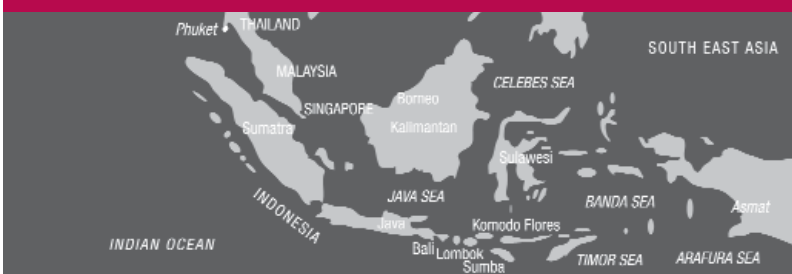 Phuket
THAILAND
SOUTH EAST ASIA
MALAYSIA
CELEBES SEA
SINGAPORE
Borneo
Sumatra
Kalimantan
Sulawesi
INDONESIA
JAVA SEA
BANDA SEA
Asmat
Java
Komodo Flores
INDIAN OCEAN
Bali
Lombok
Sumba
TIMOR SEA
ARAFURA SEA